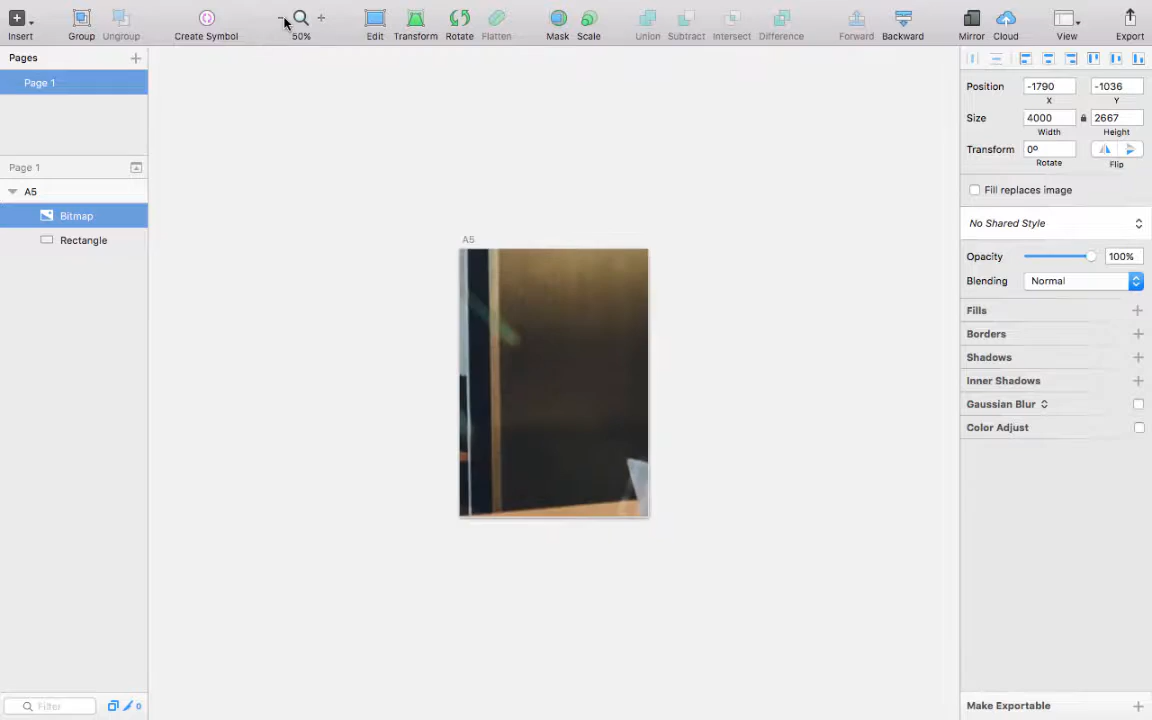 Insert
Group
Ungroup
Create Symbol
50%
Edit
Transform
Rotate
Flatten
Mask
Scale
Union
Subtract
Intersect
Difference
Forward
Backward
Mirror
Cloud
View
Export
Pages
Page 1
Page 1
A5
Bitmap
Rectangle
Filter
0
A5
Position
-1790
-1036
X
Y
Size
4000
2667
Width
Height
Transform
0º
Rotate
Flip
Fill replaces image
No Shared Style
Opacity
100%
Blending
Normal
Fills
Borders
Shadows
Inner Shadows
Gaussian Blur
Color Adjust
Make Exportable